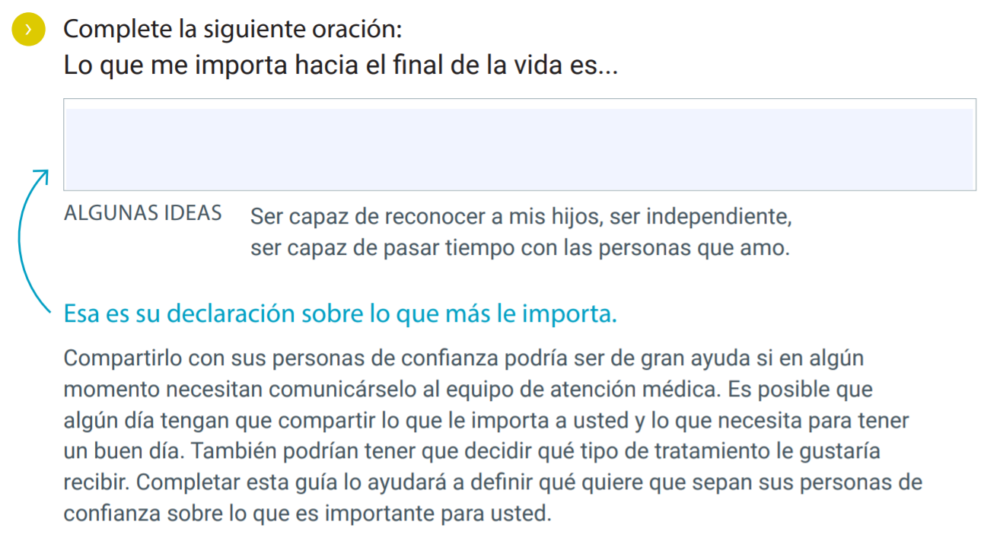 Complete la siguiente oración:
Lo que me importa hacia el final de la vida es...
ALGUNAS IDEAS Ser capaz de reconocer a mis hijos, ser independiente,
ser capaz de pasar tiempo con las personas que amo.
Esa es su declaración sobre lo que más le importa.
Compartirlo con sus personas de confianza podría ser de gran ayuda si en algún
momento necesitan comunicárselo al equipo de atención médica. Es posible que
algún día tengan que compartir lo que le importa a usted y lo que necesita para tener
un buen día. También podrían tener que decidir qué tipo de tratamiento le gustaría
recibir. Completar esta guía lo ayudará a definir qué quiere que sepan sus personas de
confianza sobre lo que es importante para usted.